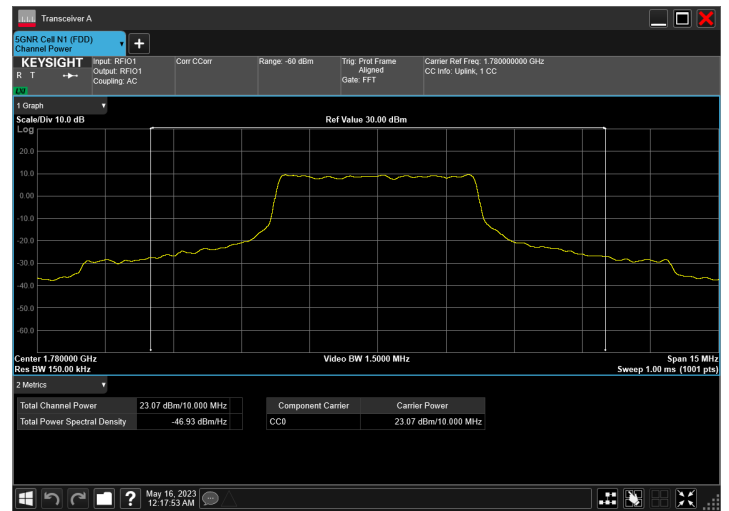 Transceiver A
5GNR Cell N1 (FDD)
Channel Power
KEYSIGHT
R T
LXI
Input: RFIO1
Output: RFIO1
Coupling: AC
Corr CCorr
Range: -60 dBm
Trig: Prot Frame
Aligned
Gate: FFT
Carrier Ref Freq: 1.780000000 GHz
CC Info: Uplink, 1 CC
1 Graph
Scale/Div 10.0 dB
Ref Value 30.00 dBm
Log
20.0
10.0
0.00
-10.0
-20.0
-30.0
-40.0
-50.0
-60.0
Center 1.780000 GHz
Video BW 1.5000 MHz
Span 15 MHz
Res BW 150.00 kHz
Sweep 1.00 ms (1001 pts)
2 Metrics
Total Channel Power 23.07 dBm/10.000 MHz
Total Power Spectral Density -46.93 dBm/Hz
Component Carrier Carrier Power
CC0 23.07 dBm/10.000 MHz
May 16, 2023
12:17:53 AM